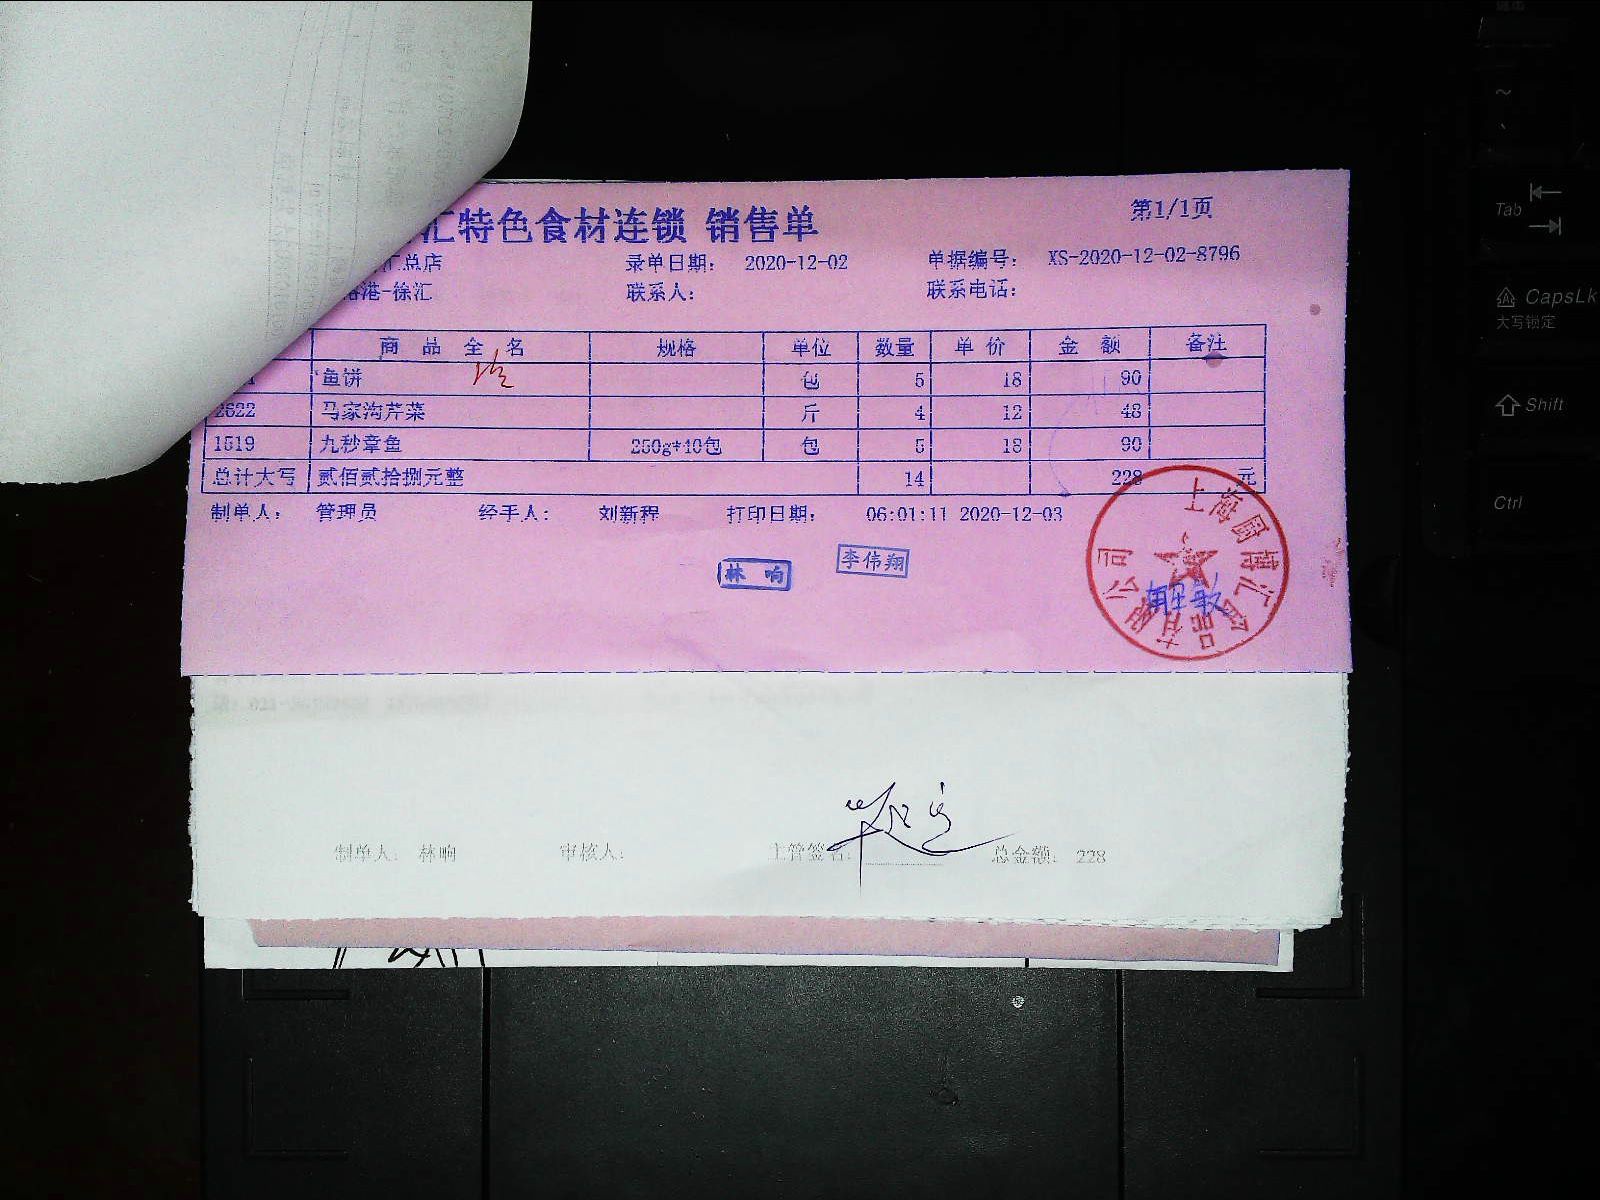 汇特色食材连锁 销售单
第1/1页
汇总店 录单日期： 2020-12-02 单据编号： XS-2020-12-02-8796
港-徐汇 联系人： 联系电话：
商品全名 规格 单位 数量 单价 金额 备注
鱼饼 包 5 18 90
2622 马家沟芹菜 斤 4 12 48
1519 九秒章鱼 250g*40包 包 5 18 90
总计大写 贰佰贰拾捌元整 14 228 元
制单人： 管理员 经手人： 刘新程 打印日期： 06:01:11 2020-12-03
林响
李伟翔
制单人： 林响 审核人： 主管签名： 总金额： 228
Tab
CapsLk
大写锁定
Shift
Ctrl